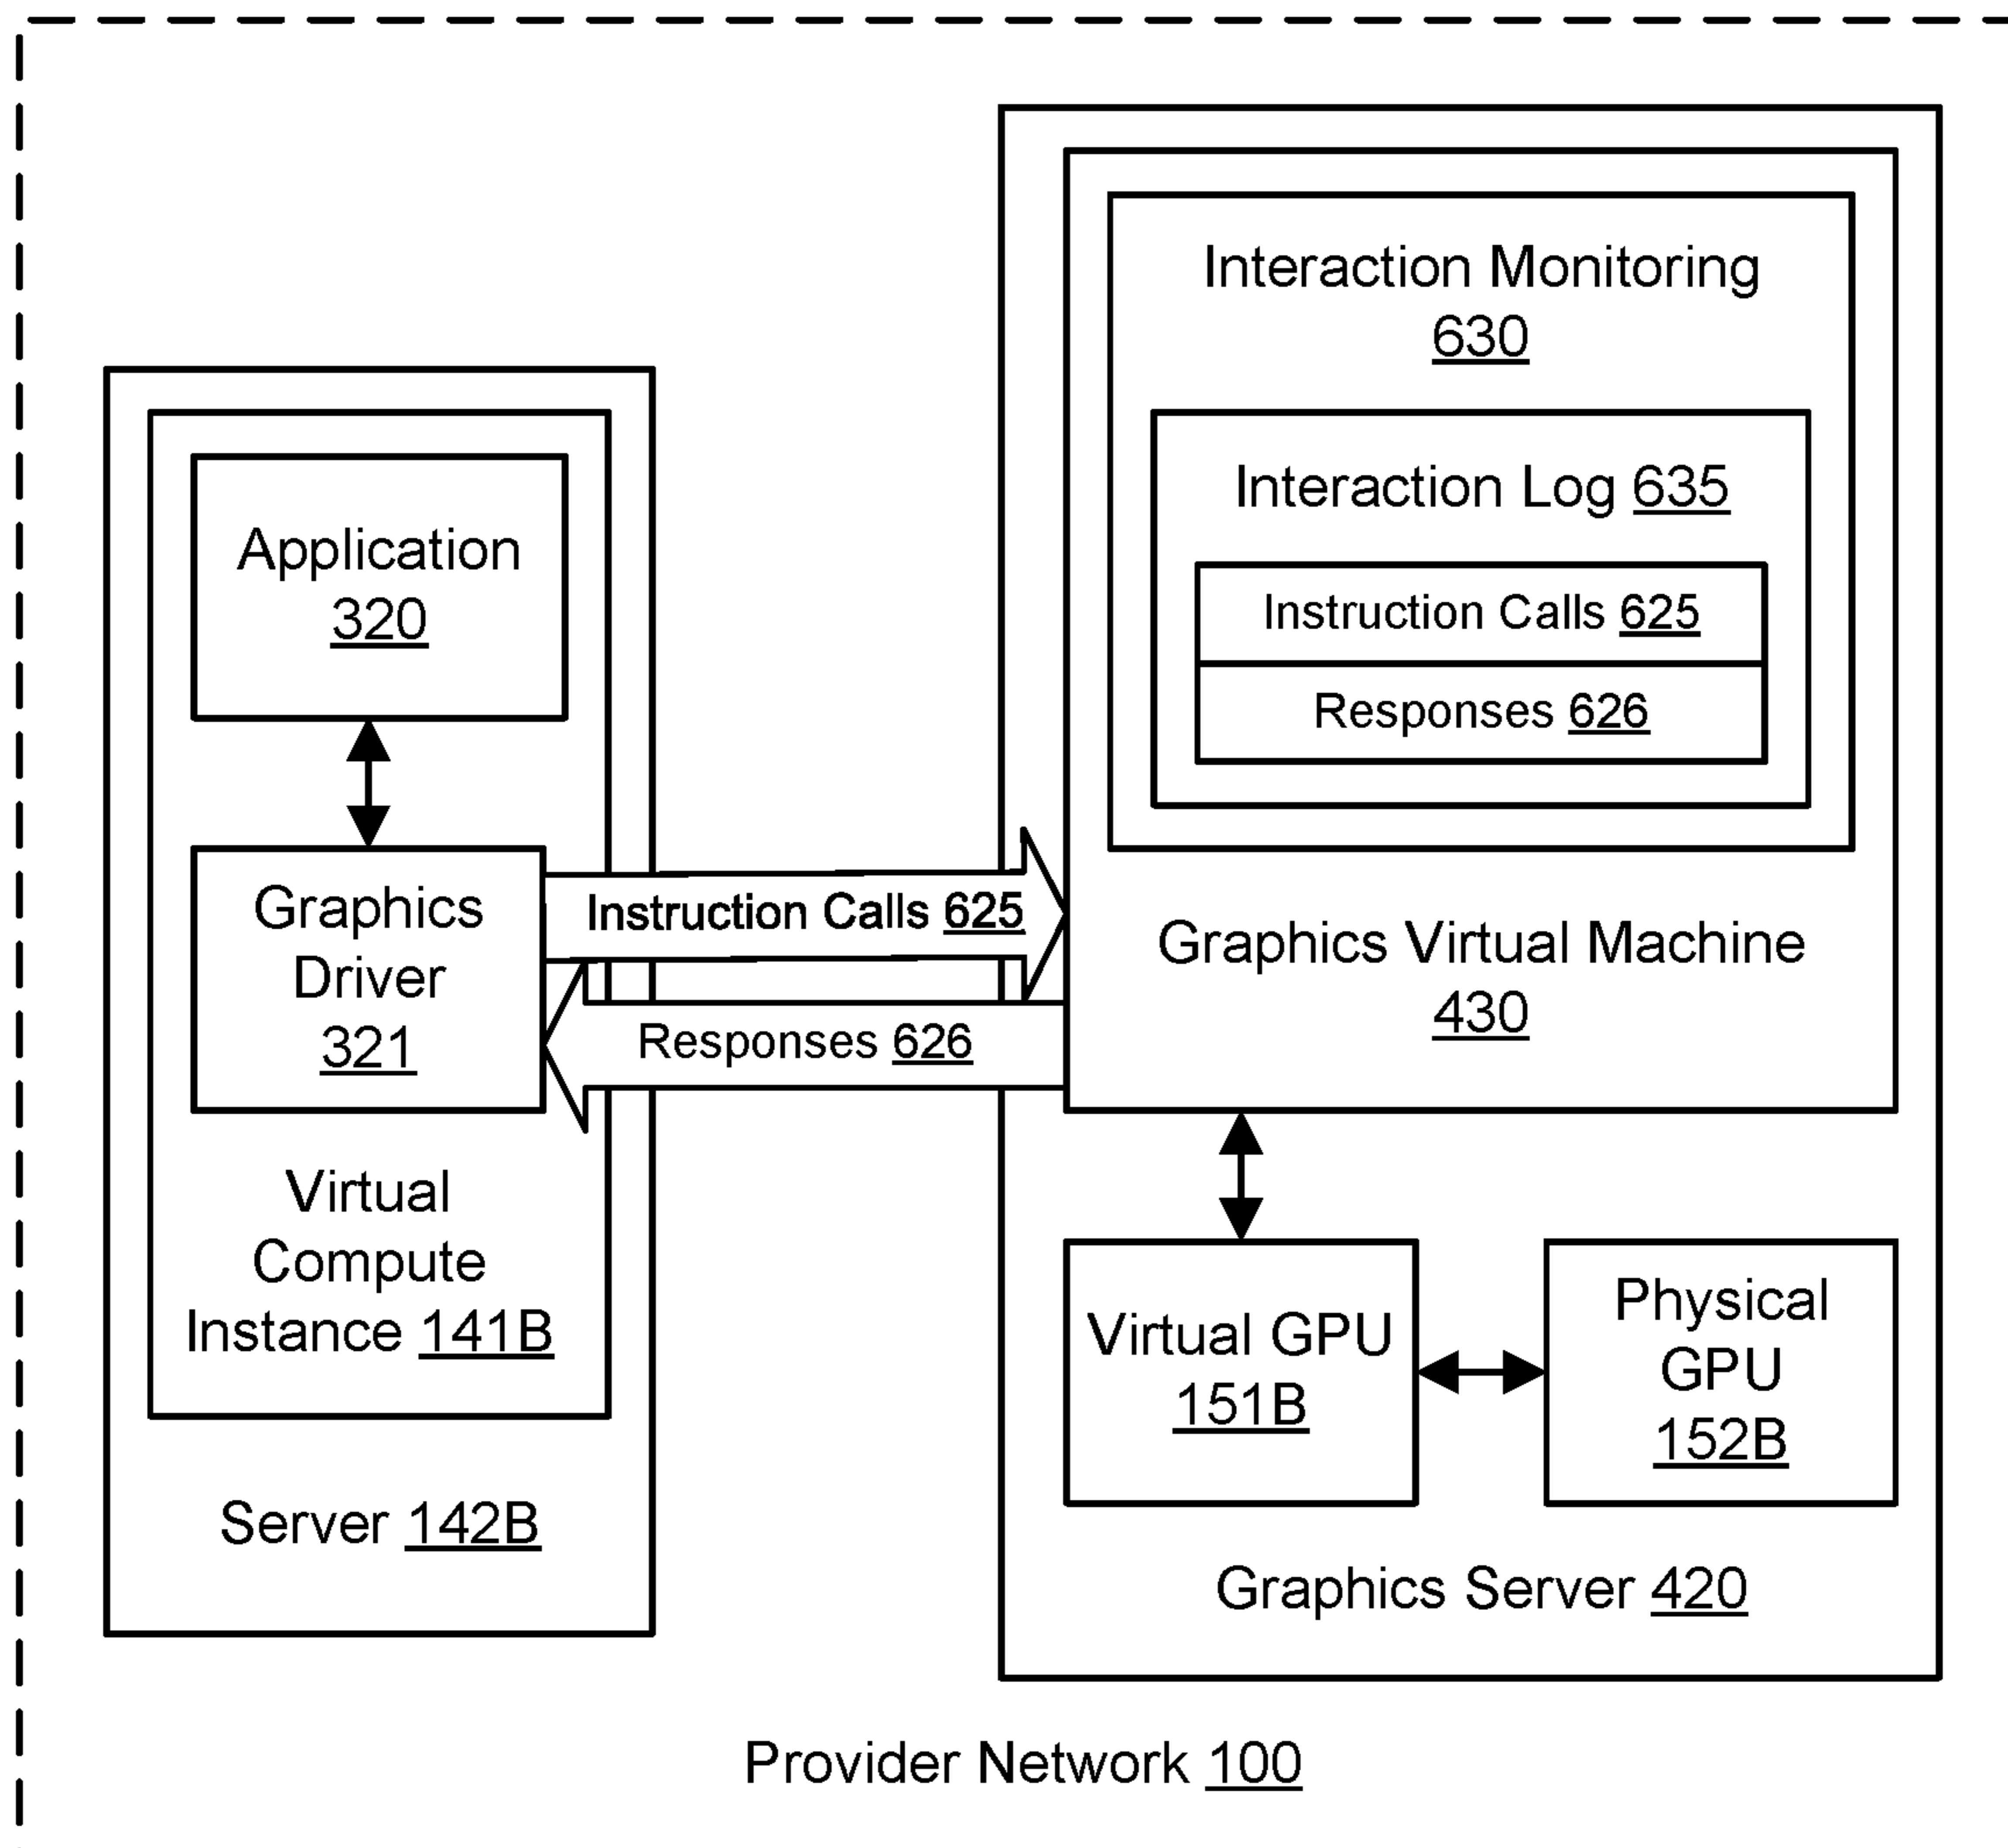 Application
320
Graphics
Driver
321
Virtual
Compute
Instance 141B
Server 142B
Instruction Calls 625
Responses 626
Interaction Monitoring
630
Interaction Log 635
Instruction Calls 625
Responses 626
Graphics Virtual Machine
430
Virtual GPU
151B
Physical
GPU
152B
Graphics Server 420
Provider Network 100